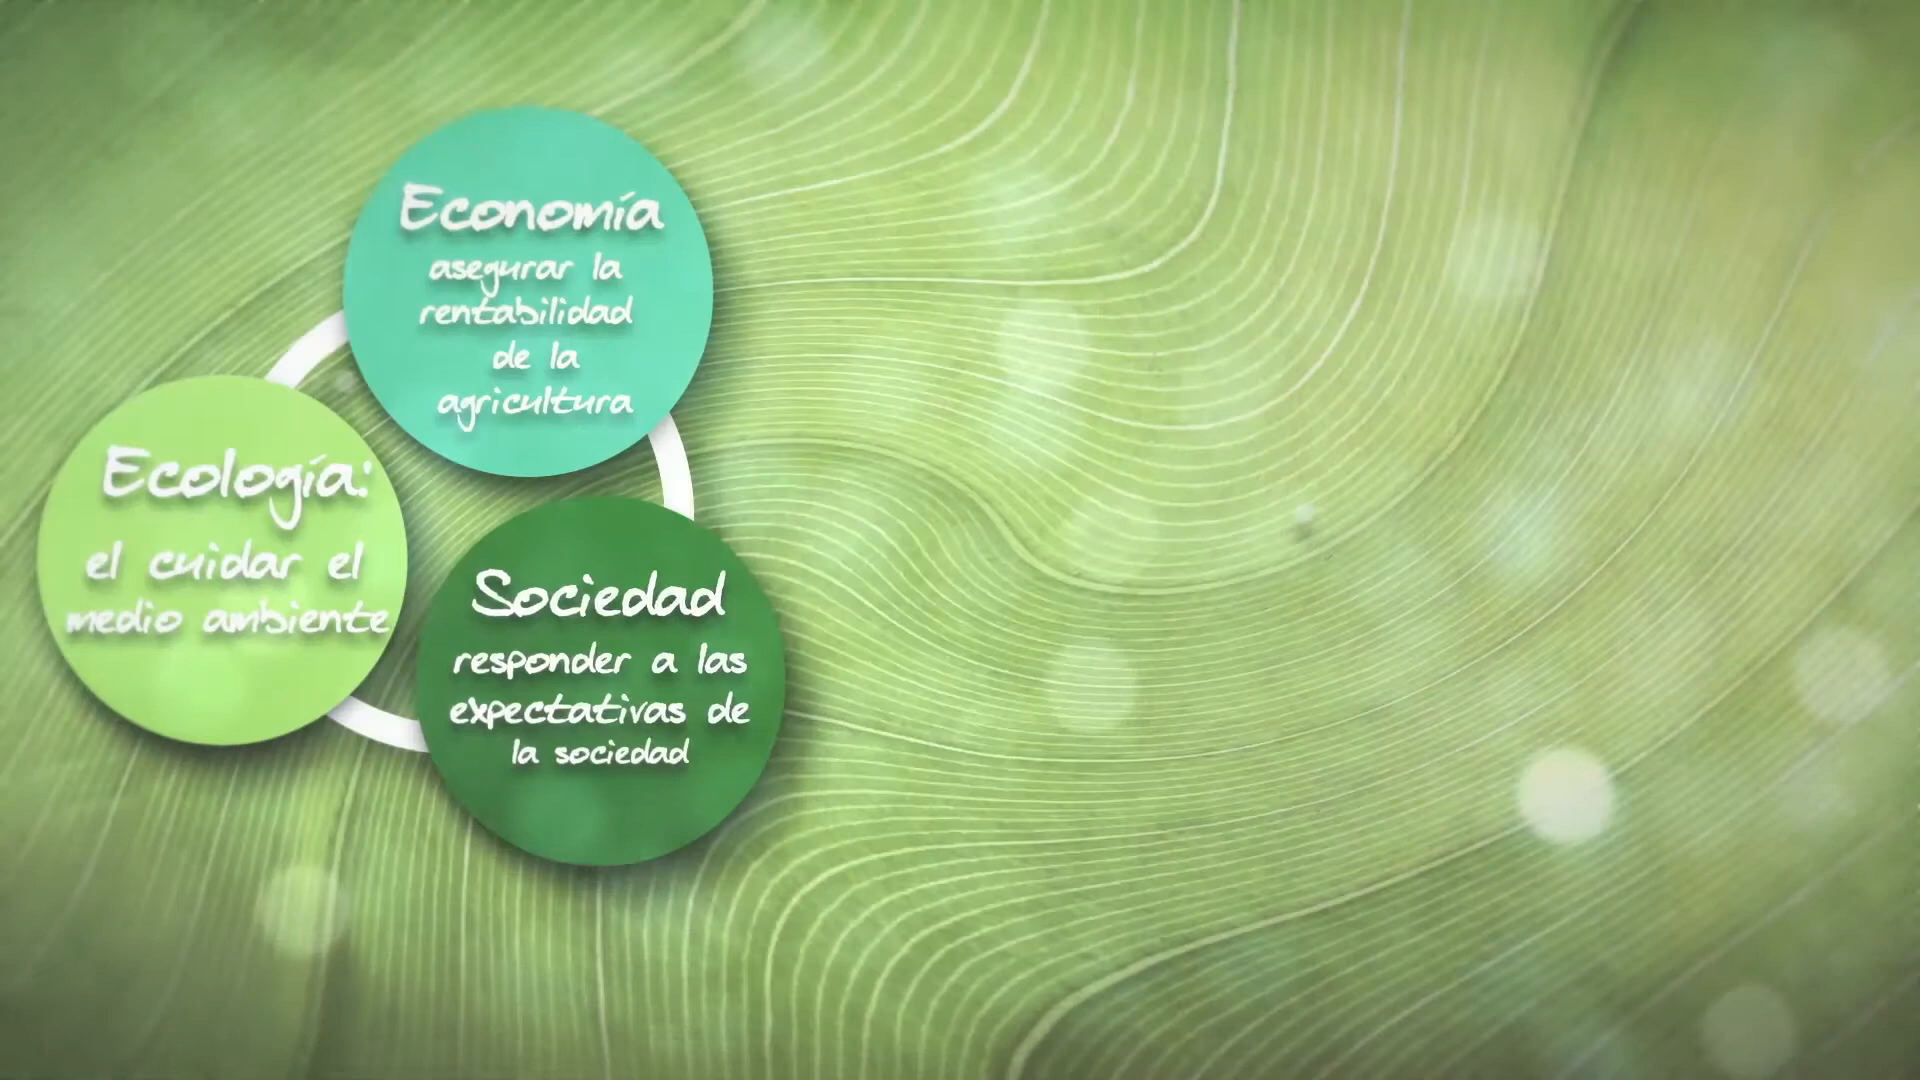 Economía
asegurar la
rentabilidad
de la
agricultura
Ecología:
el cuidar el
medio ambiente
Sociedad
responder a las
expectativas de
la sociedad